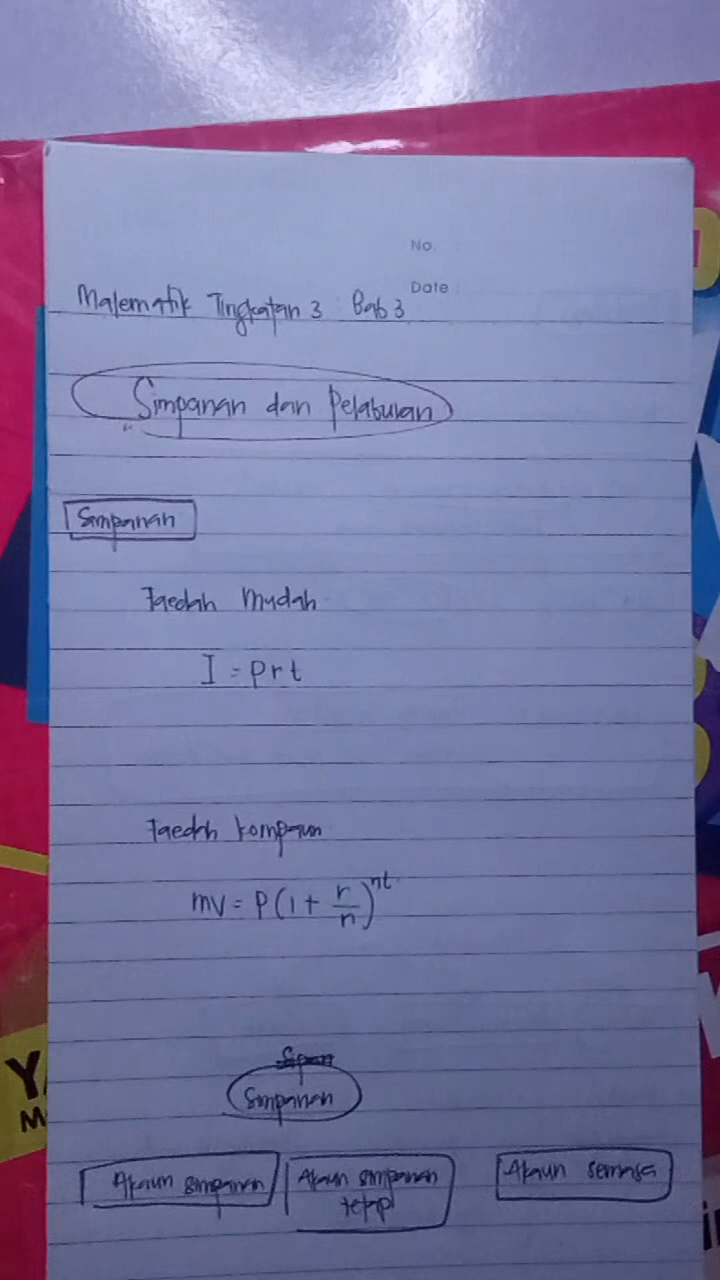 No.
Date
Matematik Tingkatan 3 Bab 3
Simpanan dan Pelaburan
Simpanan
Faedah Mudah
I = prt
Faedah kompaun
mv = P(1 + r/n)^nt
Simpanan
Akaun simpanan
Akaun simpanan tetap
Akaun semasa
Y
M